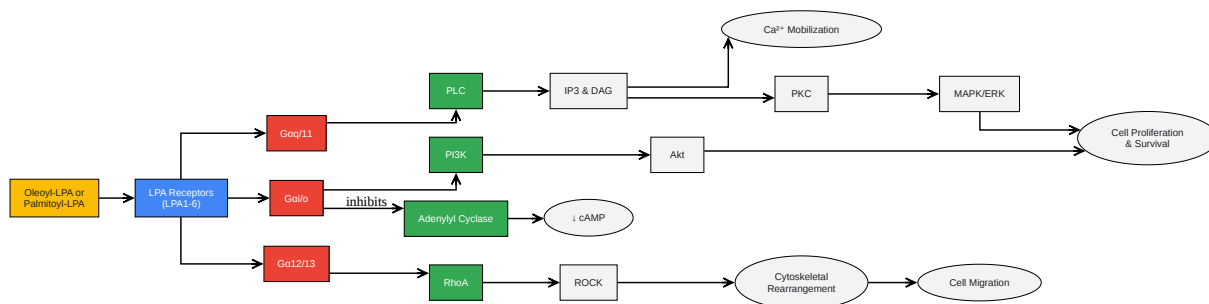 Ca²⁺ Mobilization
PLC
IP3 & DAG
PKC
MAPK/ERK
Gαq/11
Cell Proliferation
& Survival
PI3K
Akt
Oleoyl-LPA or
Palmitoyl-LPA
LPA Receptors
(LPA1-6)
Gαi/o
inhibits
Adenylyl Cyclase
↓ cAMP
Gα12/13
RhoA
ROCK
Cytoskeletal
Rearrangement
Cell Migration